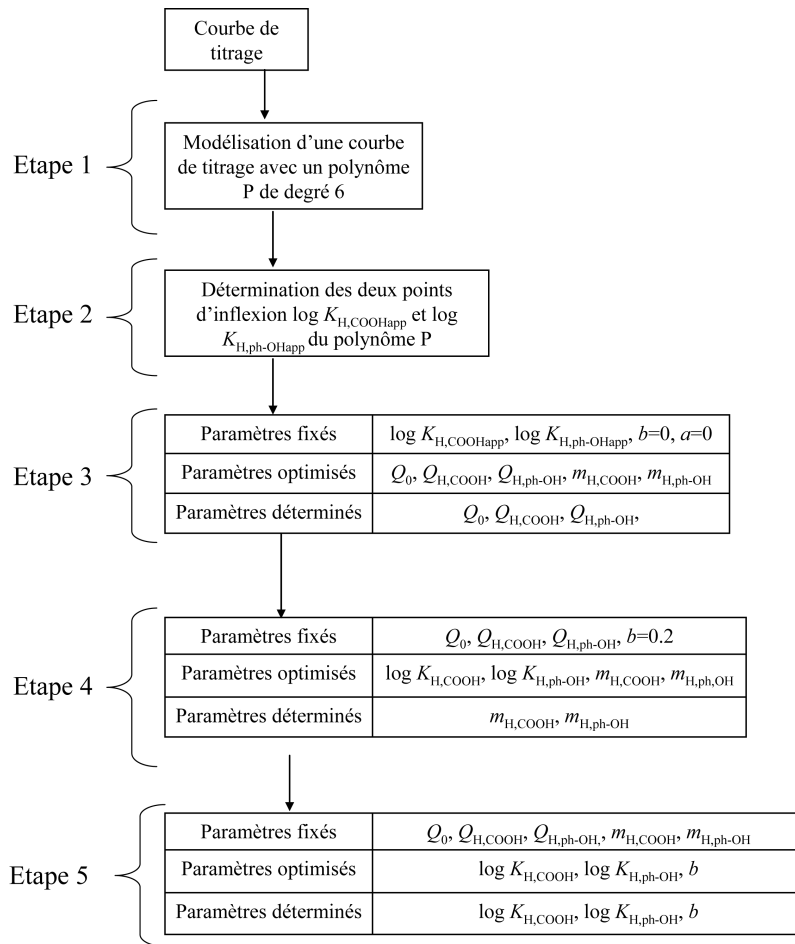 Courbe de
titrage
Etape 1
Modélisation d’une courbe
de titrage avec un polynôme
P de degré 6
Etape 2
Détermination des deux points
d’inflexion log K_H,COOHapp et log
K_H,ph-OHapp du polynôme P
Etape 3
Paramètres fixés log K_H,COOHapp, log K_H,ph-OHapp, b=0, a=0
Paramètres optimisés Q_0, Q_H,COOH, Q_H,ph-OH, m_H,COOH, m_H,ph-OH
Paramètres déterminés Q_0, Q_H,COOH, Q_H,ph-OH,
Etape 4
Paramètres fixés Q_0, Q_H,COOH, Q_H,ph-OH, b=0.2
Paramètres optimisés log K_H,COOH, log K_H,ph-OH, m_H,COOH, m_H,ph,OH
Paramètres déterminés m_H,COOH, m_H,ph-OH
Etape 5
Paramètres fixés Q_0, Q_H,COOH, Q_H,ph-OH,, m_H,COOH, m_H,ph-OH
Paramètres optimisés log K_H,COOH, log K_H,ph-OH, b
Paramètres déterminés log K_H,COOH, log K_H,ph-OH, b